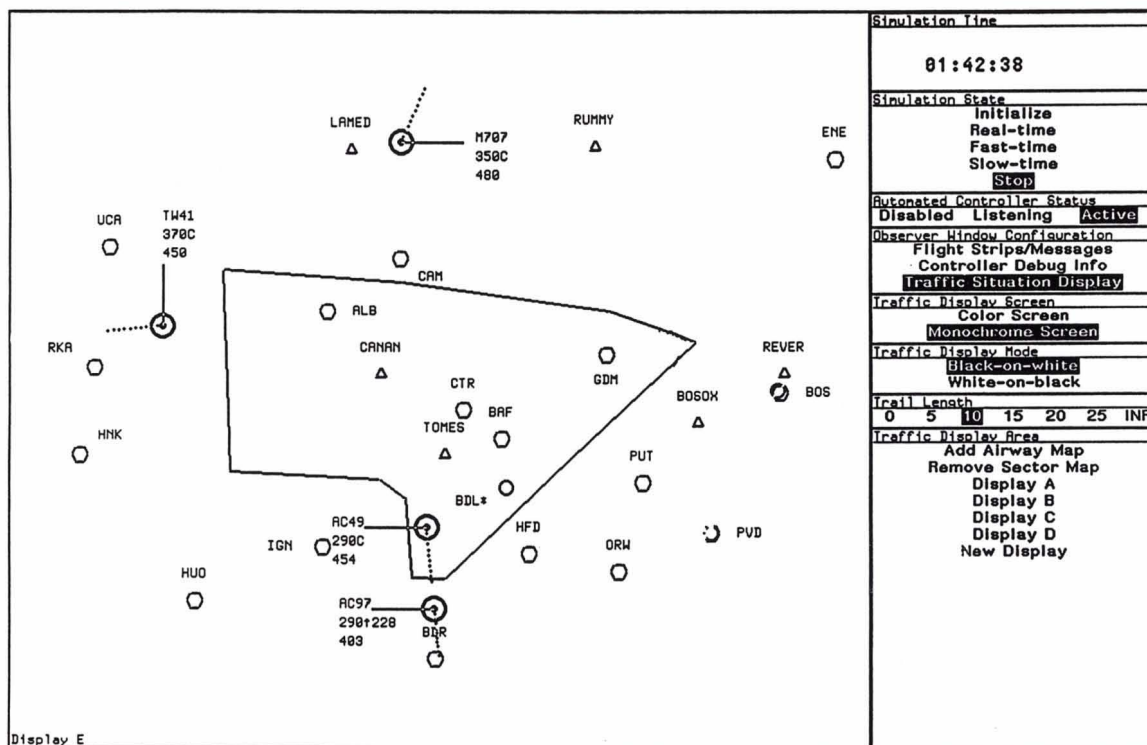 LAMED
M707
350C
480
RUMMY
ENE
UCA
TW41
370C
450
CAM
ALB
RKA
CANAN
GDM
REVER
BOS
CTR
BAF
BOSOX
HNK
TOMES
PUT
BDL*
AC49
290C
454
IGN
HFD
ORW
PVD
HUO
AC97
290↑228
403
BDR
Display E
Simulation Time
01:42:38
Simulation State
Initialize
Real-time
Fast-time
Slow-time
Stop
Automated Controller Status
Disabled Listening Active
Observer Window Configuration
Flight Strips/Messages
Controller Debug Info
Traffic Situation Display
Traffic Display Screen
Color Screen
Monochrome Screen
Traffic Display Mode
Black-on-white
White-on-black
Trail Length
0 5 10 15 20 25 INF
Traffic Display Area
Add Airway Map
Remove Sector Map
Display A
Display B
Display C
Display D
New Display